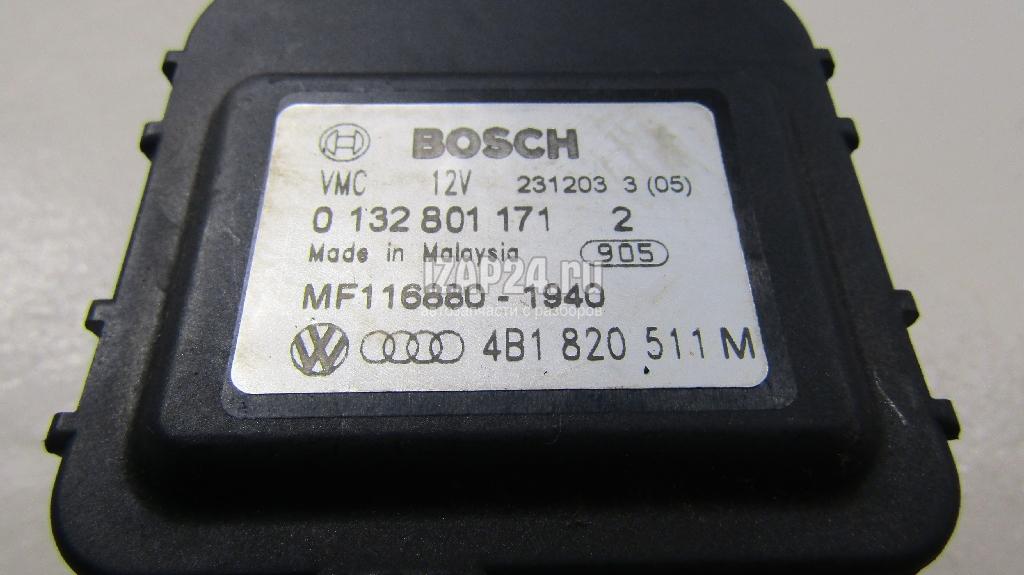 BOSCH
VMC 12V 231203 3 (05)
0 132 801 171 2
Made in Malaysia 905
IZAP24.ru
MF116880-1940
автозапчасти с разборов
VW 4B1 820 511 M